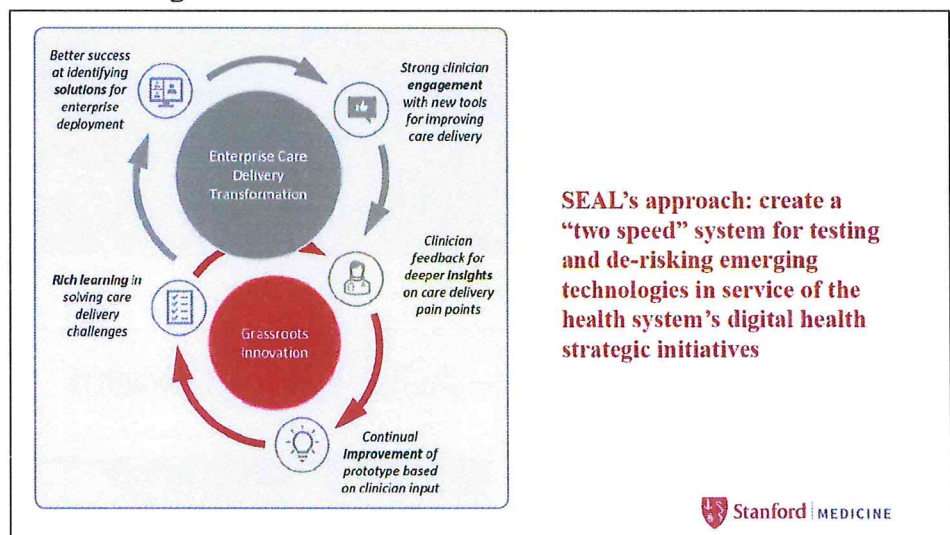 Better success
at identifying
solutions for
enterprise
deployment
Strong clinician
engagement
with new tools
for improving
care delivery
Enterprise Care
Delivery
Transformation
Clinician
feedback for
deeper insights
on care delivery
pain points
Rich learning in
solving care
delivery
challenges
Grassroots
Innovation
Continual
Improvement of
prototype based
on clinician input
SEAL's approach: create a
“two speed” system for testing
and de-risking emerging
technologies in service of the
health system's digital health
strategic initiatives
Stanford MEDICINE